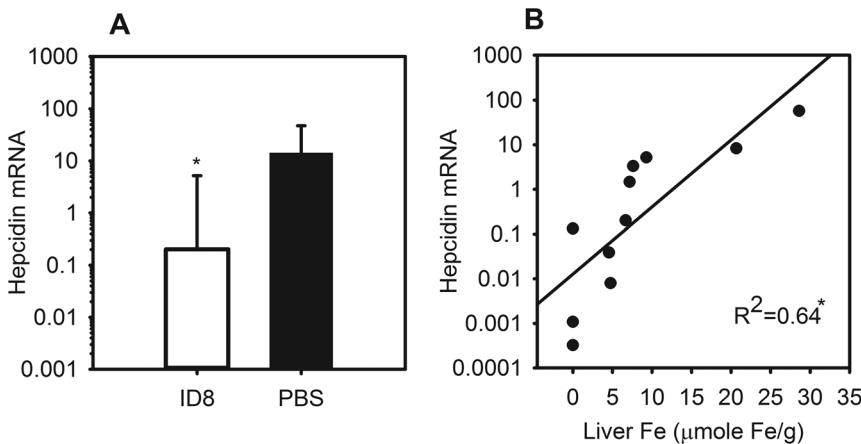 A
Hepcidin mRNA
1000
100
10
1
0.1
0.01
0.001
*
ID8 PBS
B
Hepcidin mRNA
1000
100
10
1
0.1
0.01
0.001
0.0001
R²=0.64*
0 5 10 15 20 25 30 35
Liver Fe (μmole Fe/g)